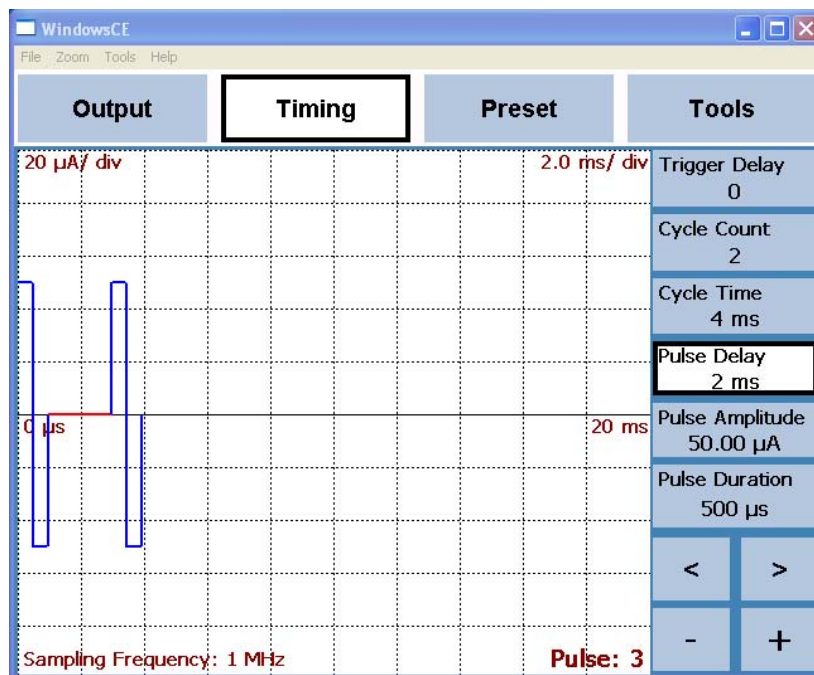 WindowsCE
File Zoom Tools Help
Output Timing Preset Tools
20 µA/ div
2.0 ms/ div
0 µs
20 ms
Sampling Frequency: 1 MHz
Pulse: 3
Trigger Delay
0
Cycle Count
2
Cycle Time
4 ms
Pulse Delay
2 ms
Pulse Amplitude
50.00 µA
Pulse Duration
500 µs
< >
- +